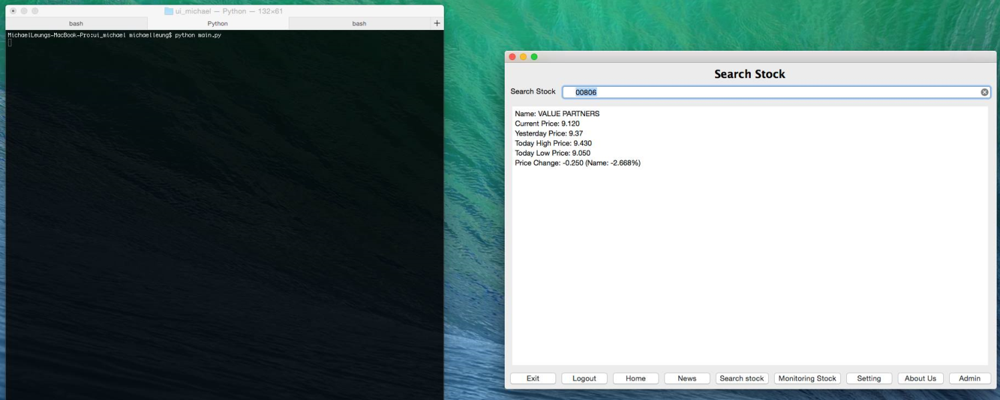 ui_michael — Python — 132×61
bash
Python
bash
+
MichaelLeungs-MacBook-Pro:ui_michael michaelleung$ python main.py
Search Stock
Search Stock 00806
Name: VALUE PARTNERS
Current Price: 9.120
Yesterday Price: 9.37
Today High Price: 9.430
Today Low Price: 9.050
Price Change: -0.250 (Name: -2.668%)
Exit
Logout
Home
News
Search stock
Monitoring Stock
Setting
About Us
Admin